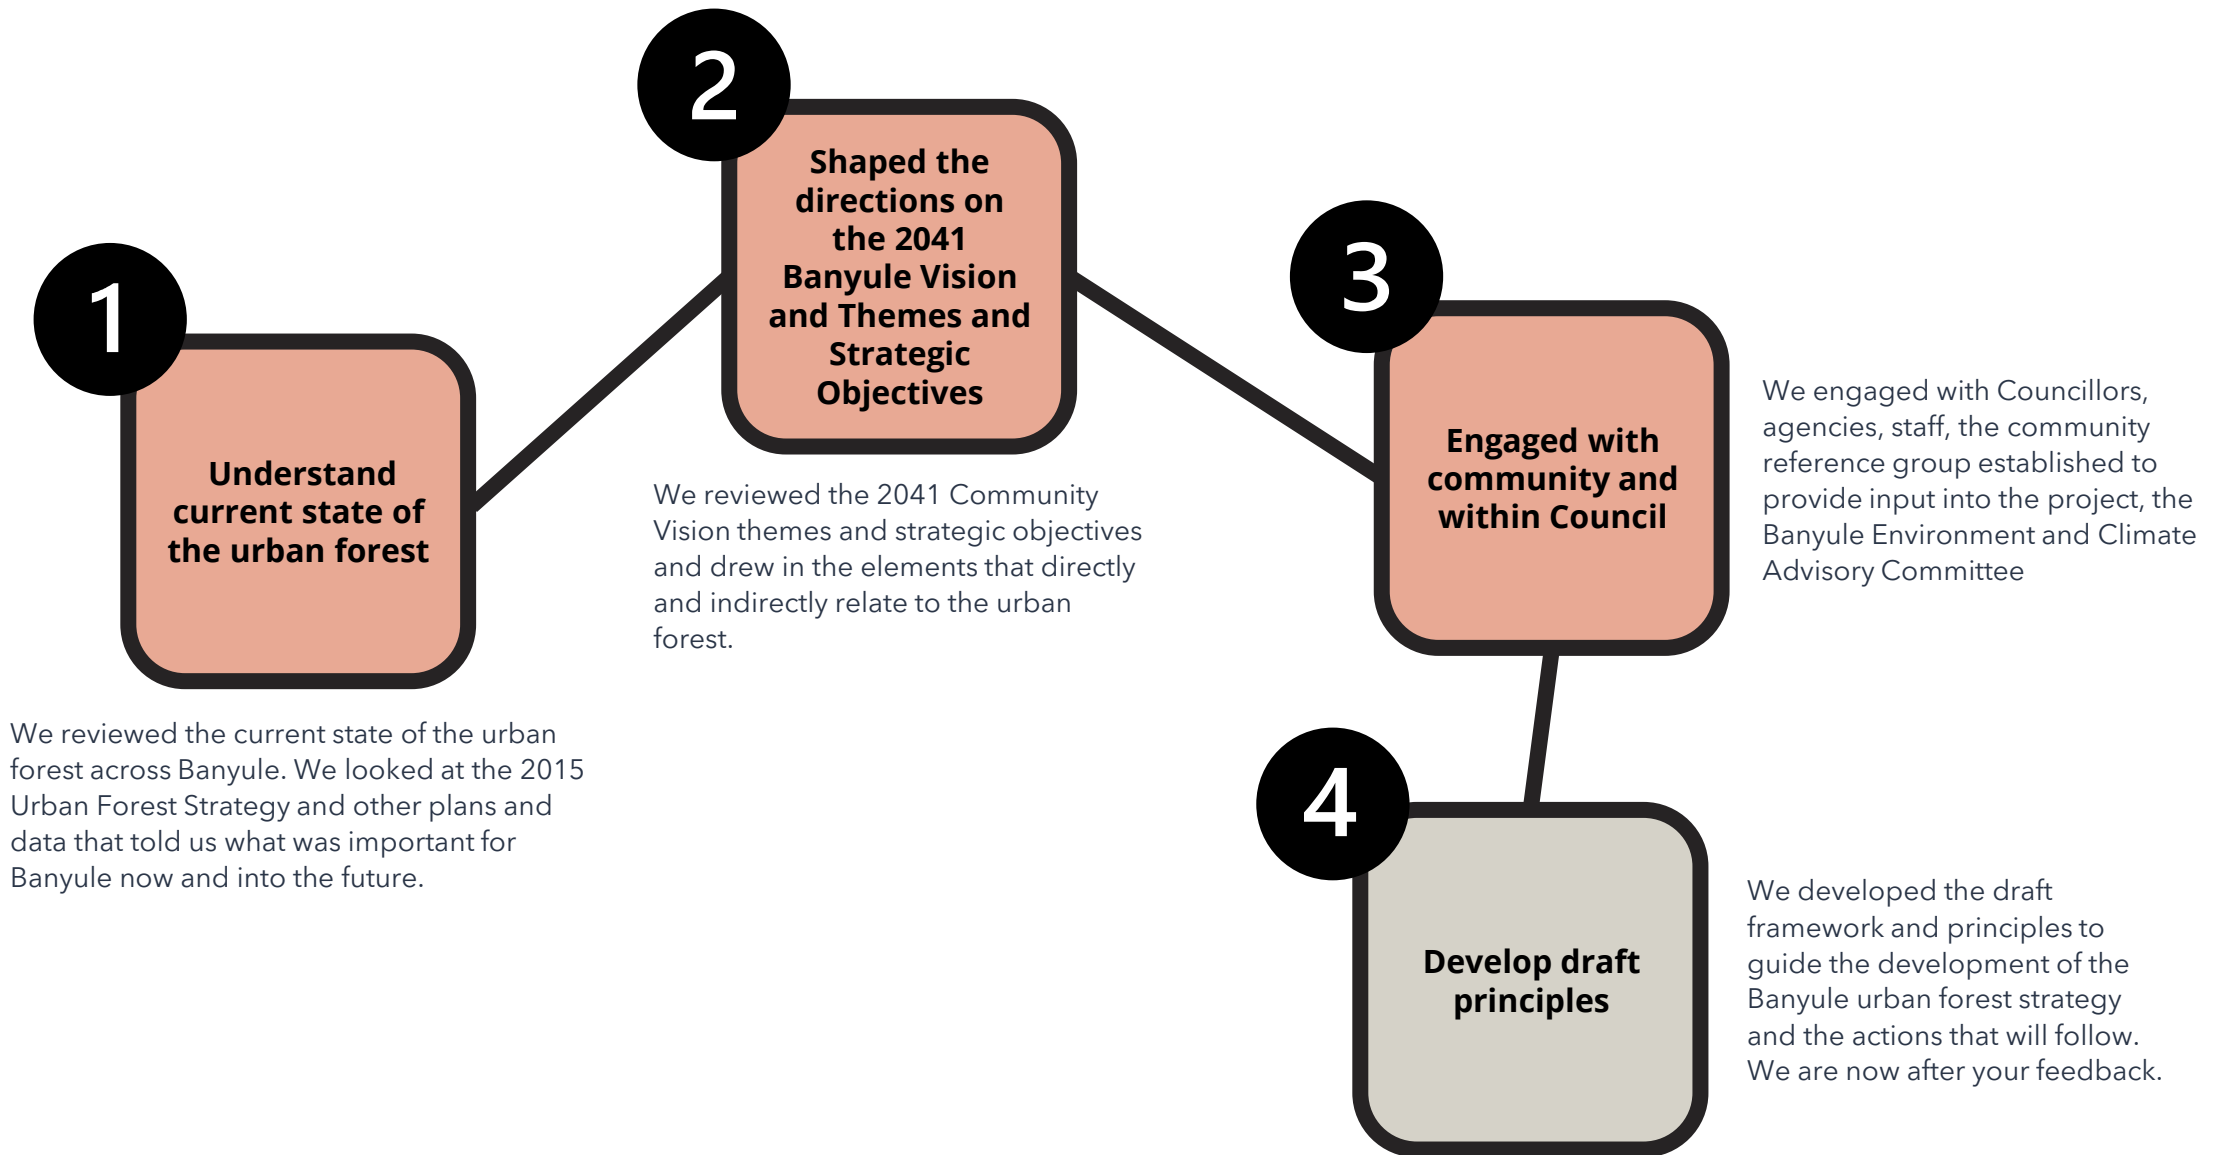 1
Understand
current state of
the urban forest
We reviewed the current state of the urban
forest across Banyule. We looked at the 2015
Urban Forest Strategy and other plans and
data that told us what was important for
Banyule now and into the future.
2
Shaped the
directions on
the 2041
Banyule Vision
and Themes and
Strategic
Objectives
We reviewed the 2041 Community
Vision themes and strategic objectives
and drew in the elements that directly
and indirectly relate to the urban
forest.
3
Engaged with
community and
within Council
We engaged with Councillors,
agencies, staff, the community
reference group established to
provide input into the project, the
Banyule Environment and Climate
Advisory Committee
4
Develop draft
principles
We developed the draft
framework and principles to
guide the development of the
Banyule urban forest strategy
and the actions that will follow.
We are now after your feedback.